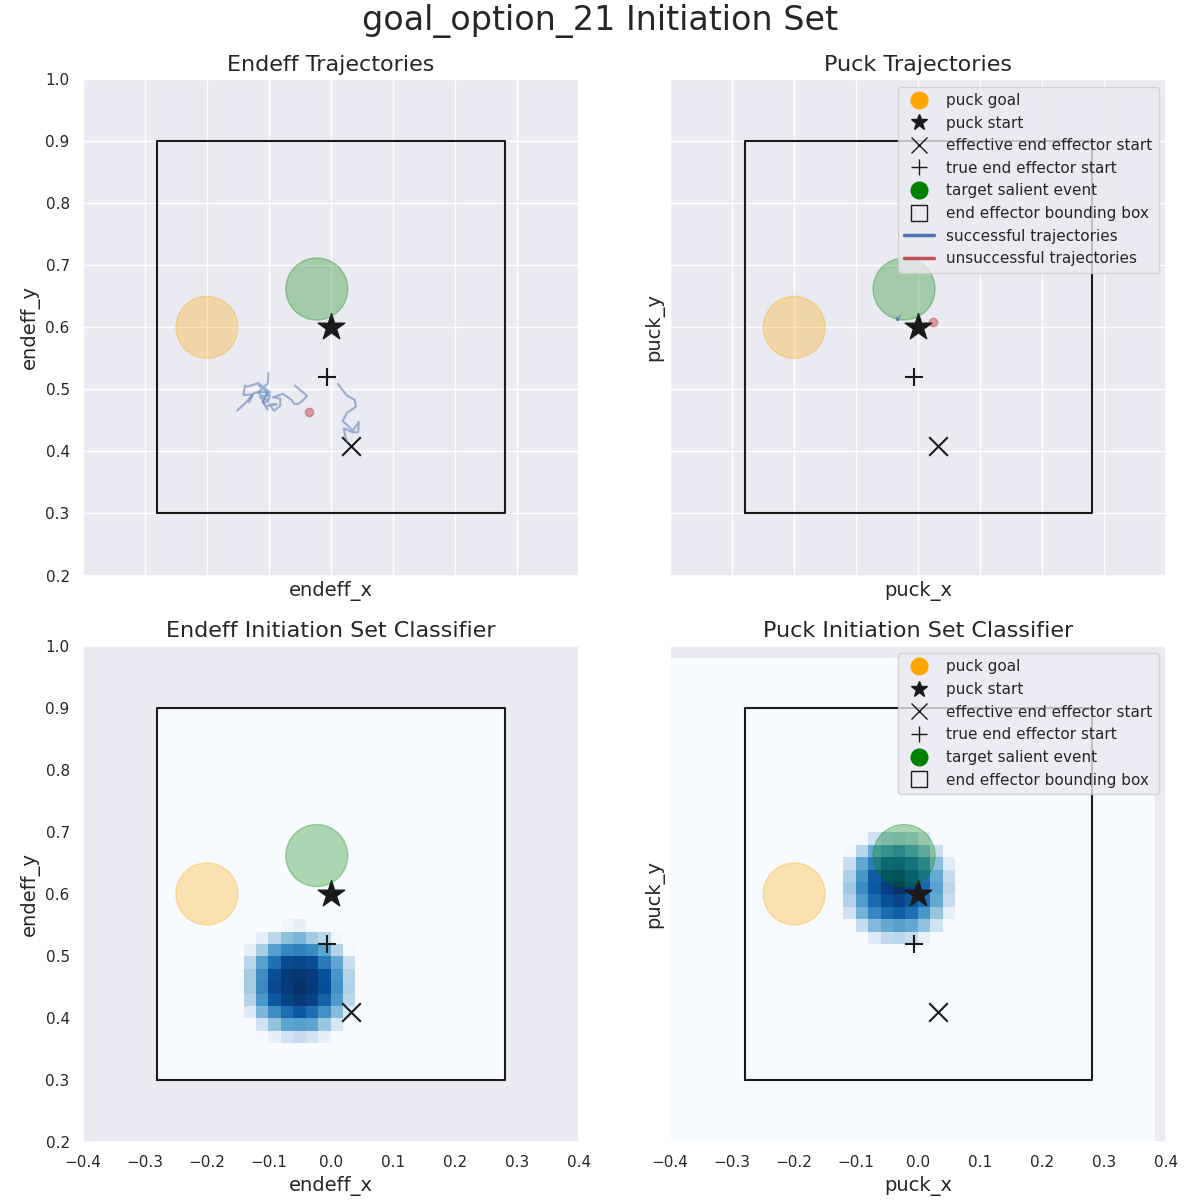 goal_option_21 Initiation Set
Endeff Trajectories
1.0
0.9
0.8
0.7
0.6
0.5
0.4
0.3
0.2
endeff_y
endeff_x
Puck Trajectories
puck goal
puck start
effective end effector start
true end effector start
target salient event
end effector bounding box
successful trajectories
unsuccessful trajectories
puck_y
puck_x
Endeff Initiation Set Classifier
1.0
0.9
0.8
0.7
0.6
0.5
0.4
0.3
0.2
endeff_y
−0.4 −0.3 −0.2 −0.1 0.0 0.1 0.2 0.3 0.4
endeff_x
Puck Initiation Set Classifier
puck goal
puck start
effective end effector start
true end effector start
target salient event
end effector bounding box
puck_y
−0.4 −0.3 −0.2 −0.1 0.0 0.1 0.2 0.3 0.4
puck_x